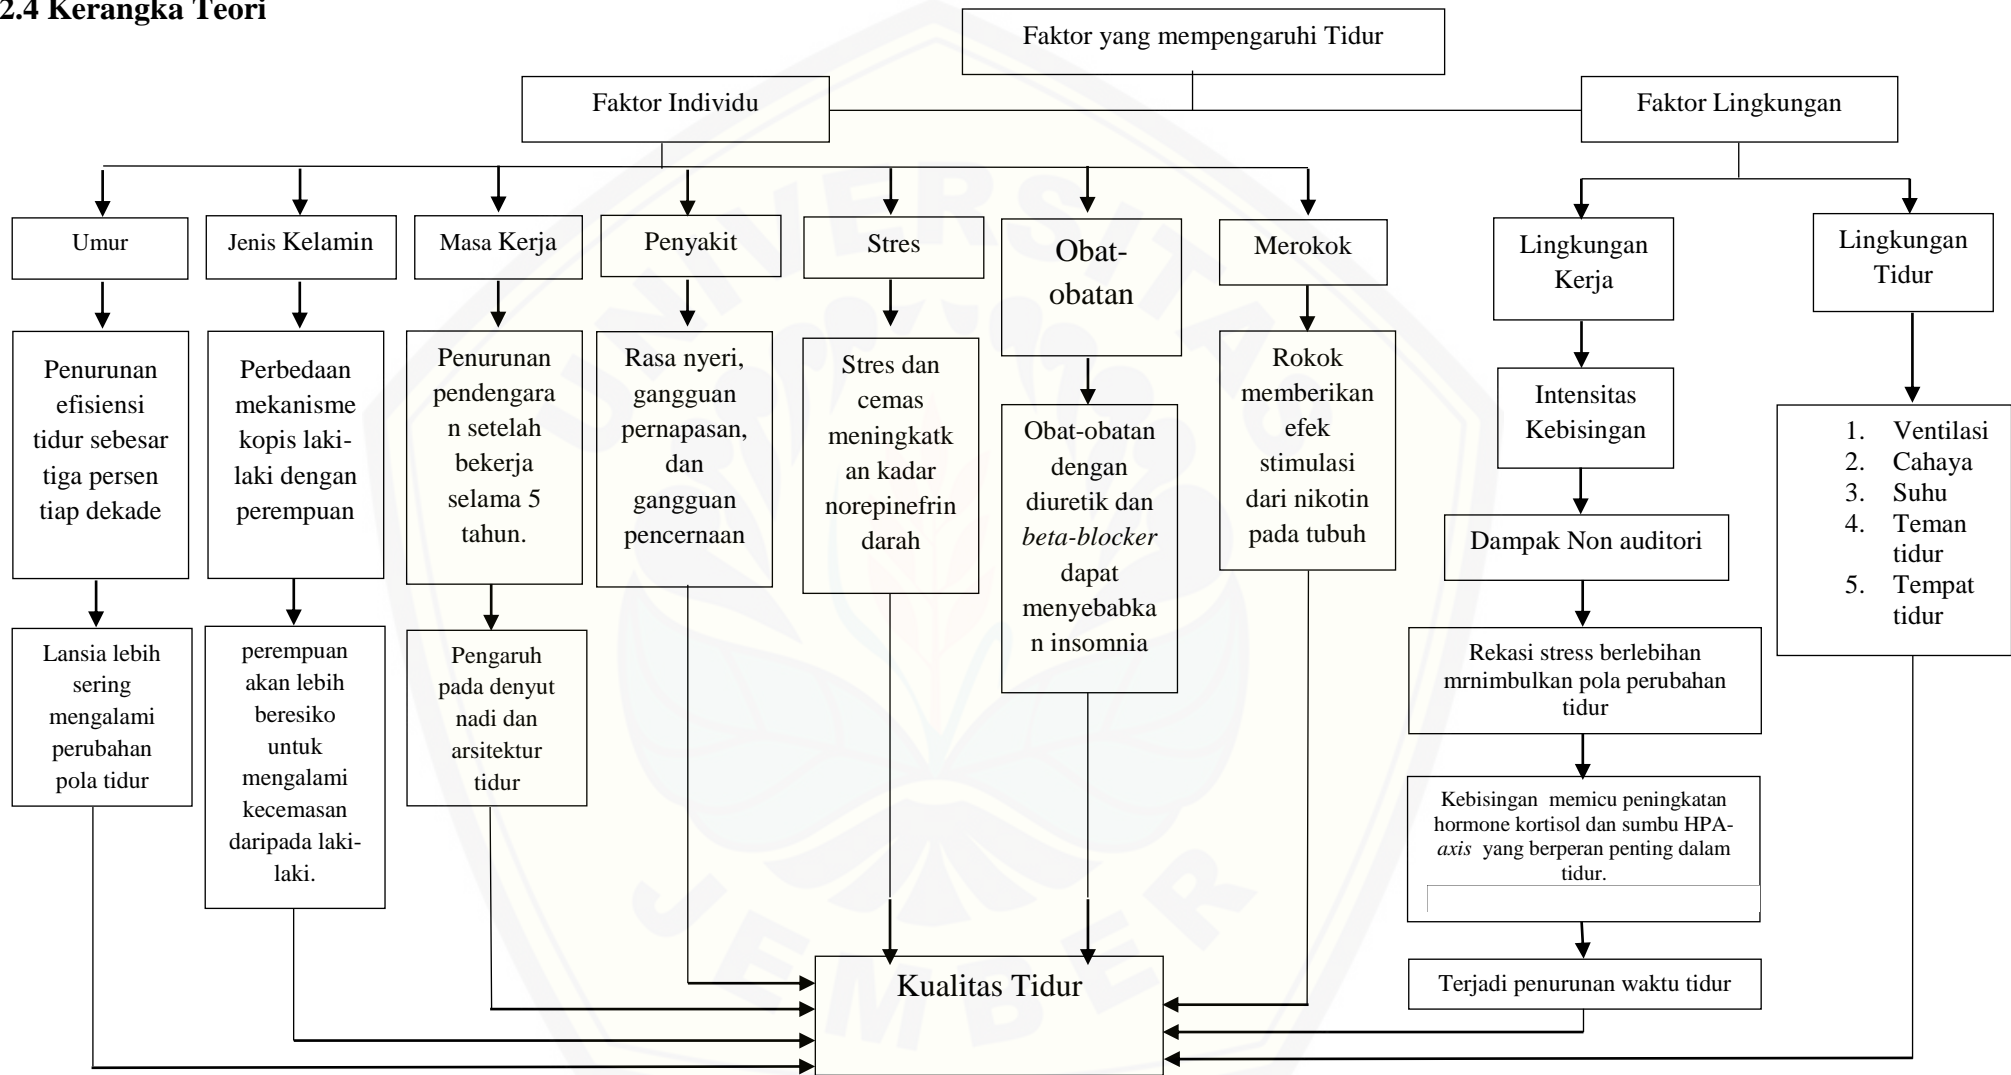 2.4 Kerangka Teori
Faktor yang mempengaruhi Tidur
Faktor Individu
Faktor Lingkungan
Umur
Jenis Kelamin
Masa Kerja
Penyakit
Stres
Obat-
obatan
Merokok
Lingkungan
Kerja
Lingkungan
Tidur
Penurunan
efisiensi
tidur sebesar
tiga persen
tiap dekade
Perbedaan
mekanisme
kopis laki-
laki dengan
perempuan
Penurunan
pendengara
n setelah
bekerja
selama 5
tahun.
Rasa nyeri,
gangguan
pernapasan,
dan
gangguan
pencernaan
Stres dan
cemas
meningkatk
an kadar
norepinefrin
darah
Obat-obatan
dengan
diuretik dan
beta-blocker
dapat
menyebabka
n insomnia
Rokok
memberikan
efek
stimulasi
dari nikotin
pada tubuh
Intensitas
Kebisingan
1. Ventilasi
2. Cahaya
3. Suhu
4. Teman
tidur
5. Tempat
tidur
Dampak Non auditori
Lansia lebih
sering
mengalami
perubahan
pola tidur
perempuan
akan lebih
beresiko
untuk
mengalami
kecemasan
daripada laki-
laki.
Pengaruh
pada denyut
nadi dan
arsitektur
tidur
Rekasi stress berlebihan
mrnimbulkan pola perubahan
tidur
Kebisingan memicu peningkatan
hormone kortisol dan sumbu HPA-
axis yang berperan penting dalam
tidur.
Terjadi penurunan waktu tidur
Kualitas Tidur
UNIVERSITAS
JEMBER